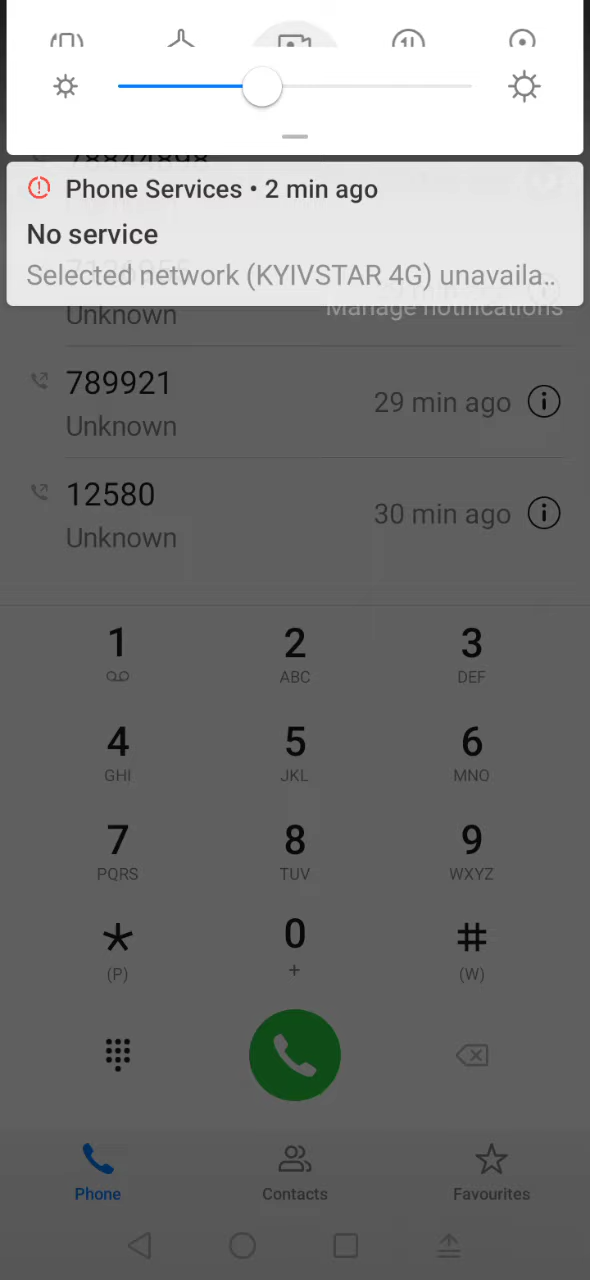 Phone Services • 2 min ago
No service
Selected network (KYIVSTAR 4G) unavaila..
Manage notifications
Unknown
789921
29 min ago
Unknown
12580
30 min ago
Unknown
1
2
ABC
3
DEF
4
GHI
5
JKL
6
MNO
7
PQRS
8
TUV
9
WXYZ
*
(P)
0
+
#
(W)
Phone
Contacts
Favourites